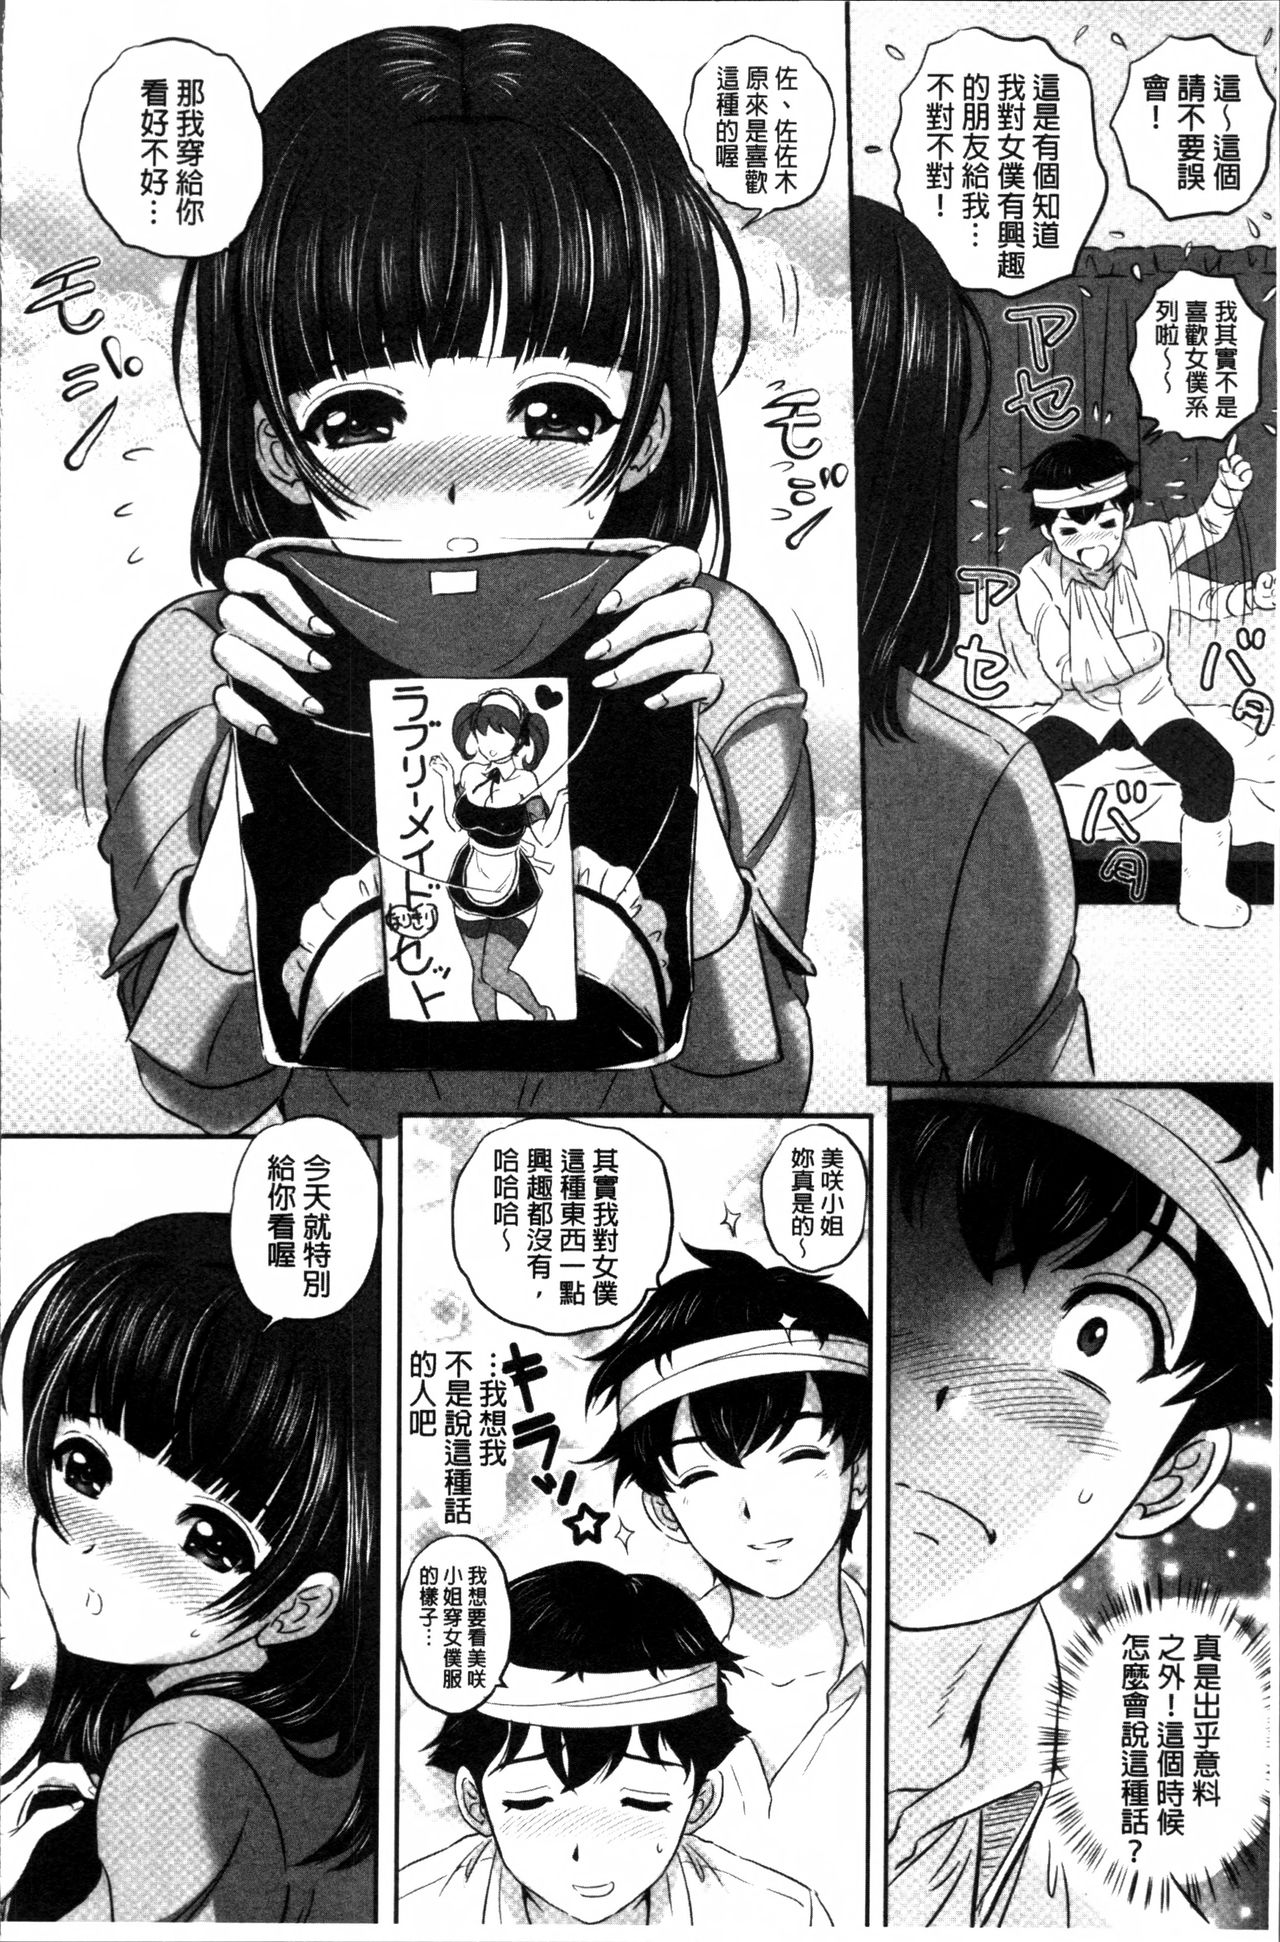 這～這個
請不要誤
會！
這是有個知道
我對女僕有興趣
的朋友給我…
不對不對！
我其實不是
喜歡女僕系
列啦～～
アセ
アセ
バタ
バタ
佐、佐佐木
原來是喜歡
這種的喔
那我穿給你
看好不好…
モジ
モジ
ラブリーメイド
はりきり
セット
真是出乎意料
之外！這個時候
怎麼會說這種話？
美咲小姐
妳真是的～
其實我對女僕
這種東西一點
興趣都沒有，
哈哈哈～
キラッ
…我想我
不是說這種話
的人吧
我想要看美咲
小姐穿女僕服
的樣子…
今天就特別
給你看喔